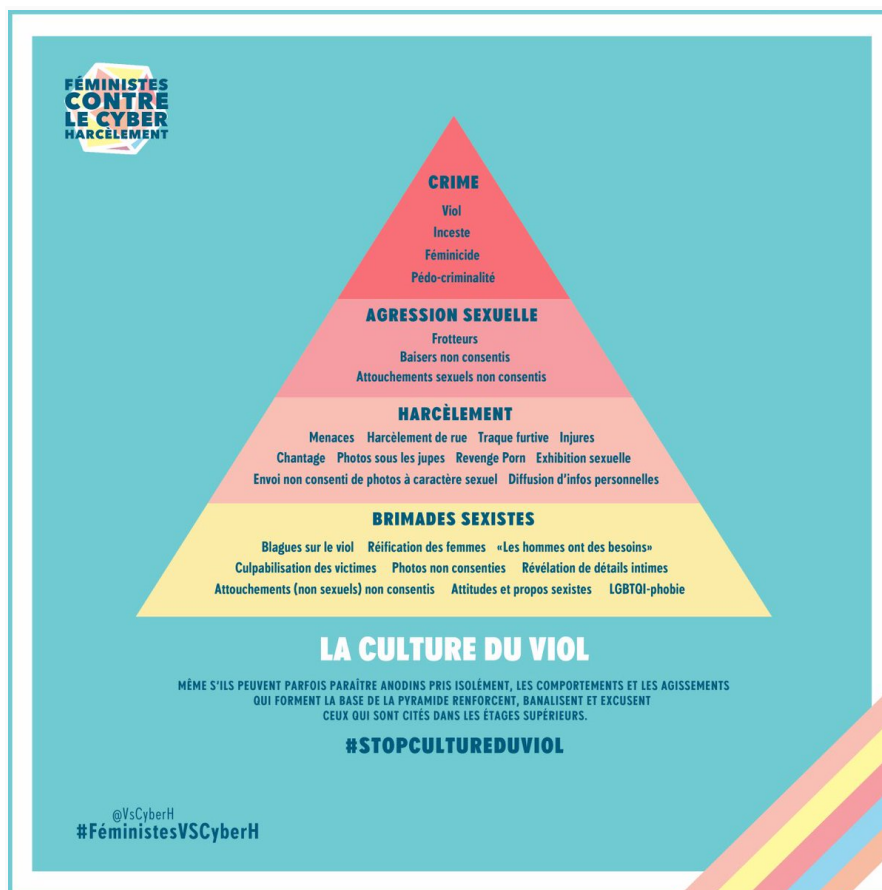 FÉMINISTES
CONTRE
LE CYBER
HARCÈLEMENT
CRIME
Viol
Inceste
Féminicide
Pédo-criminalité
AGRESSION SEXUELLE
Frotteurs
Baisers non consentis
Attouchements sexuels non consentis
HARCÈLEMENT
Menaces Harcèlement de rue Traque furtive Injures
Chantage Photos sous les jupes Revenge Porn Exhibition sexuelle
Envoi non consenti de photos à caractère sexuel Diffusion d'infos personnelles
BRIMADES SEXISTES
Blagues sur le viol Réification des femmes «Les hommes ont des besoins»
Culpabilisation des victimes Photos non consenties Révélation de détails intimes
Attouchements (non sexuels) non consentis Attitudes et propos sexistes LGBTQI-phobie
LA CULTURE DU VIOL
MÊME S'ILS PEUVENT PARFOIS PARAÎTRE ANODINS PRIS ISOLÉMENT, LES COMPORTEMENTS ET LES AGISSEMENTS
QUI FORMENT LA BASE DE LA PYRAMIDE RENFORCENT, BANALISENT ET EXCUSENT
CEUX QUI SONT CITÉS DANS LES ÉTAGES SUPÉRIEURS.
#STOPCULTUREDUVIOL
@VsCyberH
#FéministesVSCyberH